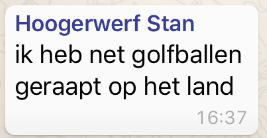 Hoogerwerf Stan
ik heb net golfballen
geraapt op het land
16:37